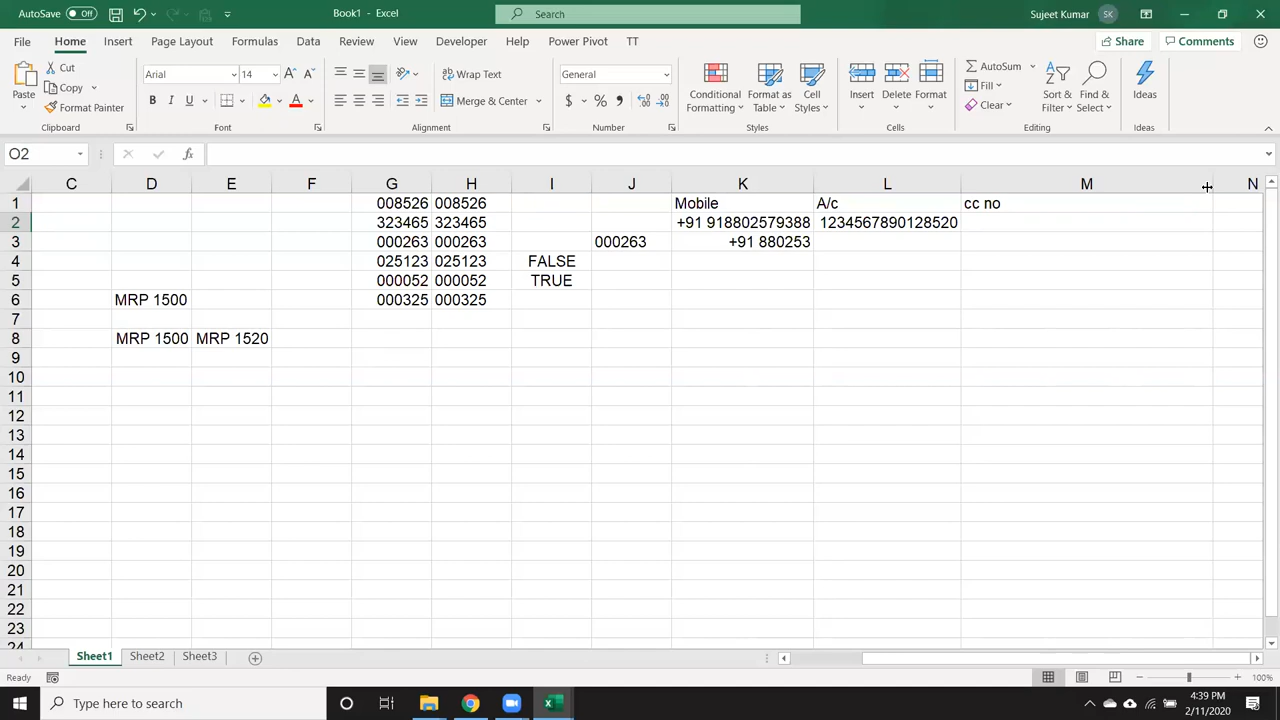 AutoSave Off Book1 - Excel Search Sujeet Kumar SK
File Home Insert Page Layout Formulas Data Review View Developer Help Power Pivot TT Share Comments
Paste Cut Copy Format Painter Clipboard
Arial 14 A A B I U A Font
Wrap Text Merge & Center Alignment
General $ % , Number
Conditional Formatting Format as Table Cell Styles Styles
Insert Delete Format Cells
AutoSum Fill Clear Sort & Filter Find & Select Editing
Ideas Ideas
O2 fx
C D E F G H I J K L M N
1 008526 008526 Mobile A/c cc no
2 323465 323465 +91 918802579388 1234567890128520
3 000263 000263 000263 +91 880253
4 025123 025123 FALSE
5 000052 000052 TRUE
6 MRP 1500 000325 000325
7
8 MRP 1500 MRP 1520
9
10
11
12
13
14
15
16
17
18
19
20
21
22
23
24
Sheet1 Sheet2 Sheet3
Ready 100%
Type here to search 4:39 PM
2/11/2020